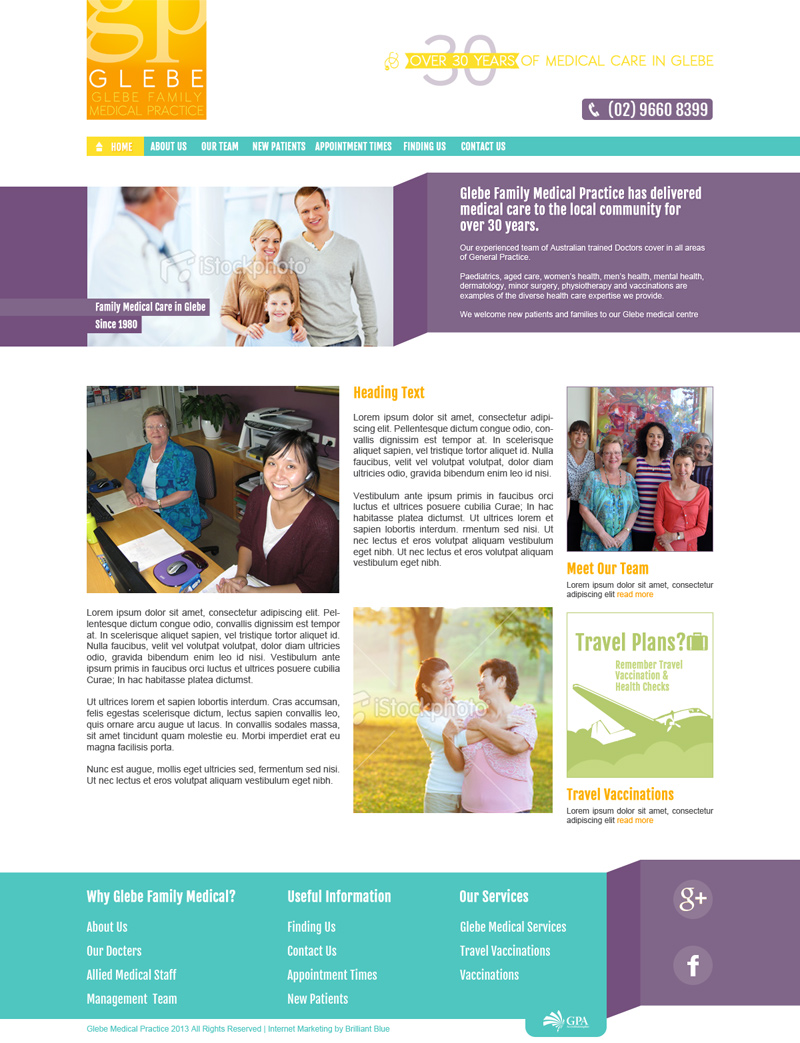 gp
GLEBE
GLEBE FAMILY
MEDICAL PRACTICE
30
OVER 30 YEARS OF MEDICAL CARE IN GLEBE
(02) 9660 8399
HOME ABOUT US OUR TEAM NEW PATIENTS APPOINTMENT TIMES FINDING US CONTACT US
iStockphoto
Family Medical Care in Glebe
Since 1980
Glebe Family Medical Practice has delivered
medical care to the local community for
over 30 years.
Our experienced team of Australian trained Doctors cover in all areas
of General Practice.
Paediatrics, aged care, women's health, men's health, mental health,
dermatology, minor surgery, physiotherapy and vaccinations are
examples of the diverse health care expertise we provide.
We welcome new patients and families to our Glebe medical centre
Lorem ipsum dolor sit amet, consectetur adipiscing elit. Pel-
lentesque dictum congue odio, convallis dignissim est tempor
at. In scelerisque aliquet sapien, vel tristique tortor aliquet id.
Nulla faucibus, velit vel volutpat volutpat, dolor diam ultricies
odio, gravida bibendum enim leo id nisi. Vestibulum ante
ipsum primis in faucibus orci luctus et ultrices posuere cubilia
Curae; In hac habitasse platea dictumst.
Ut ultrices lorem et sapien lobortis interdum. Cras accumsan,
felis egestas scelerisque dictum, lectus sapien convallis leo,
quis ornare arcu augue ut lacus. In convallis sodales massa,
sit amet tincidunt quam molestie eu. Morbi imperdiet erat eu
magna facilisis porta.
Nunc est augue, mollis eget ultricies sed, fermentum sed nisi.
Ut nec lectus et eros volutpat aliquam vestibulum eget nibh.
Heading Text
Lorem ipsum dolor sit amet, consectetur adipi-
scing elit. Pellentesque dictum congue odio, con-
vallis dignissim est tempor at. In scelerisque
aliquet sapien, vel tristique tortor aliquet id. Nulla
faucibus, velit vel volutpat volutpat, dolor diam
ultricies odio, gravida bibendum enim leo id nisi.
Vestibulum ante ipsum primis in faucibus orci
luctus et ultrices posuere cubilia Curae; In hac
habitasse platea dictumst. Ut ultrices lorem et
sapien lobortis interdum. rmentum sed nisi. Ut
nec lectus et eros volutpat aliquam vestibulum
eget nibh. Ut nec lectus et eros volutpat aliquam
vestibulum eget nibh.
iStockphoto
Meet Our Team
Lorem ipsum dolor sit amet, consectetur
adipiscing elit read more
Travel Plans?
Remember Travel
Vaccination &
Health Checks
Travel Vaccinations
Lorem ipsum dolor sit amet, consectetur
adipiscing elit read more
Why Glebe Family Medical?
About Us
Our Docters
Allied Medical Staff
Management Team
Useful Information
Finding Us
Contact Us
Appointment Times
New Patients
Our Services
Glebe Medical Services
Travel Vaccinations
Vaccinations
g+
f
GPA
Glebe Medical Practice 2013 All Rights Reserved | Internet Marketing by Brilliant Blue